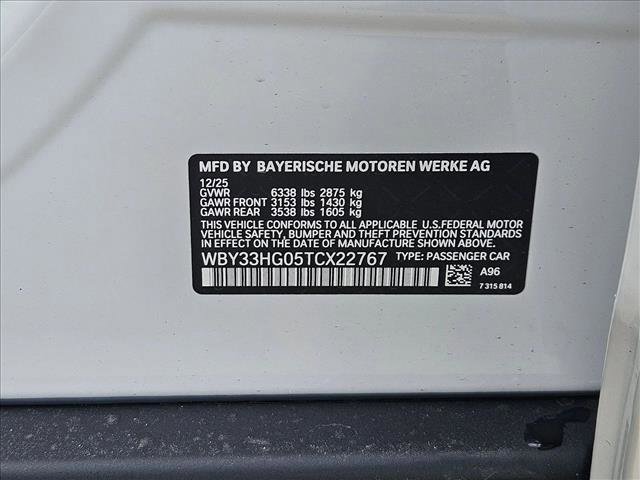 MFD BY BAYERISCHE MOTOREN WERKE AG
12/25
GVWR 6338 lbs 2875 kg
GAWR FRONT 3153 lbs 1430 kg
GAWR REAR 3538 lbs 1605 kg
THIS VEHICLE CONFORMS TO ALL APPLICABLE U.S.FEDERAL MOTOR
VEHICLE SAFETY, BUMPER AND THEFT PREVENTION STANDARDS
IN EFFECT ON THE DATE OF MANUFACTURE SHOWN ABOVE.
WBY33HG05TCX22767 TYPE: PASSENGER CAR
A96
7 315 814